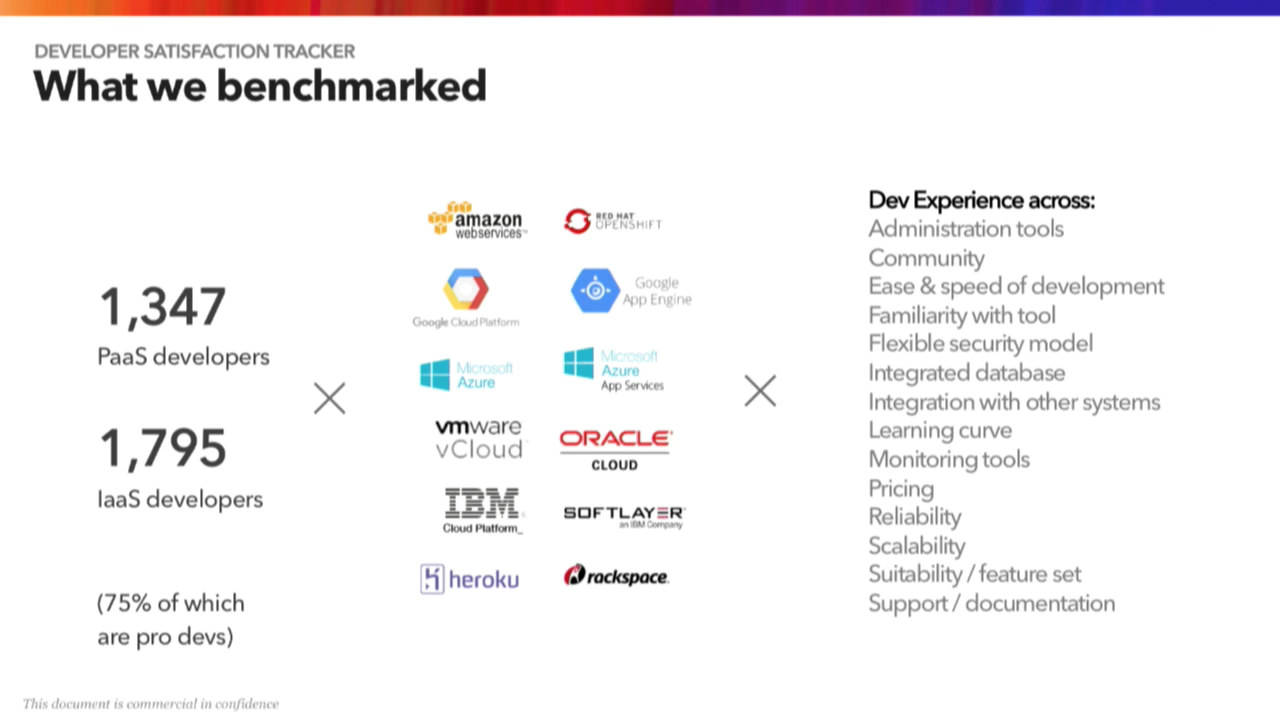 DEVELOPER SATISFACTION TRACKER
What we benchmarked
1,347
PaaS developers
1,795
IaaS developers
(75% of which
are pro devs)
amazon
webservices™
RED HAT
OPENSHIFT
Google Cloud Platform
Google
App Engine
Microsoft
Azure
Microsoft
Azure
App Services
vmware
vCloud
ORACLE
CLOUD
IBM
Cloud Platform_
SOFTLAYER
an IBM Company
heroku
rackspace.
Dev Experience across:
Administration tools
Community
Ease & speed of development
Familiarity with tool
Flexible security model
Integrated database
Integration with other systems
Learning curve
Monitoring tools
Pricing
Reliability
Scalability
Suitability / feature set
Support / documentation
This document is commercial in confidence